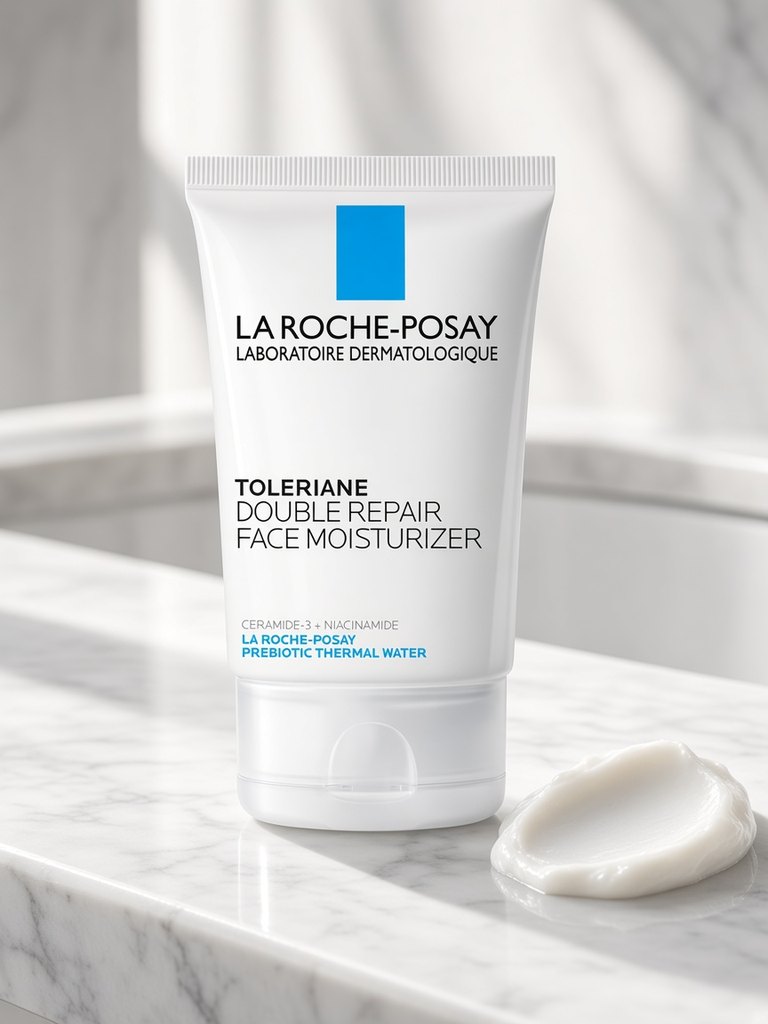 LA ROCHE-POSAY
LABORATOIRE DERMATOLOGIQUE
TOLERIANE
DOUBLE REPAIR
FACE MOISTURIZER
CERAMIDE-3 + NIACINAMIDE
LA ROCHE-POSAY
PREBIOTIC THERMAL WATER